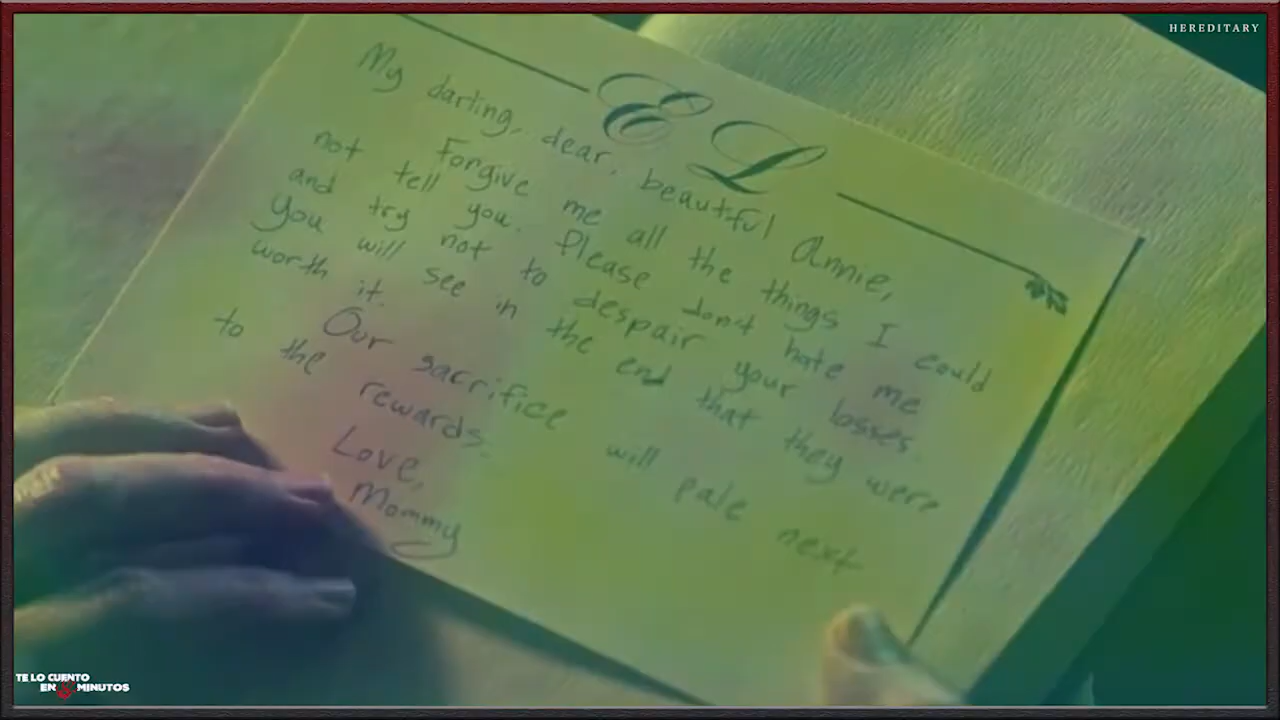 HEREDITARY
E L
My darling, dear, beautiful Annie,
Forgive me all the things I could
not tell you. Please don't hate me
and try not to despair your losses.
You will see in the end that they were
worth it.
Our sacrifice will pale next
to the rewards.
Love,
Mommy
TE LO CUENTO
EN MINUTOS